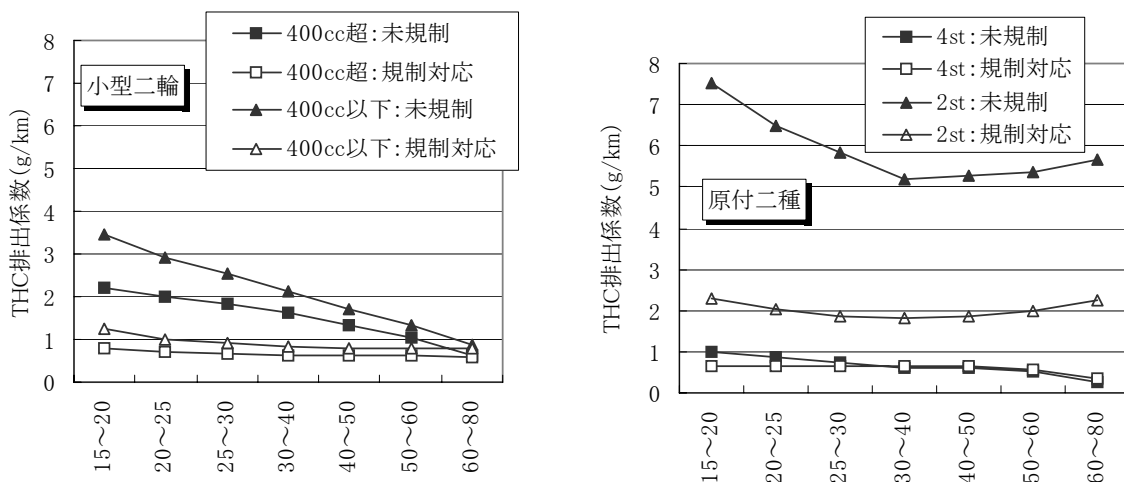 400cc超:未規制
400cc超:規制対応
400cc以下:未規制
400cc以下:規制対応
小型二輪
THC排出係数(g/km)
8
7
6
5
4
3
2
1
0
15～20
20～25
25～30
30～40
40～50
50～60
60～80
4st:未規制
4st:規制対応
2st:未規制
2st:規制対応
原付二種
THC排出係数(g/km)
8
7
6
5
4
3
2
1
0
15～20
20～25
25～30
30～40
40～50
50～60
60～80